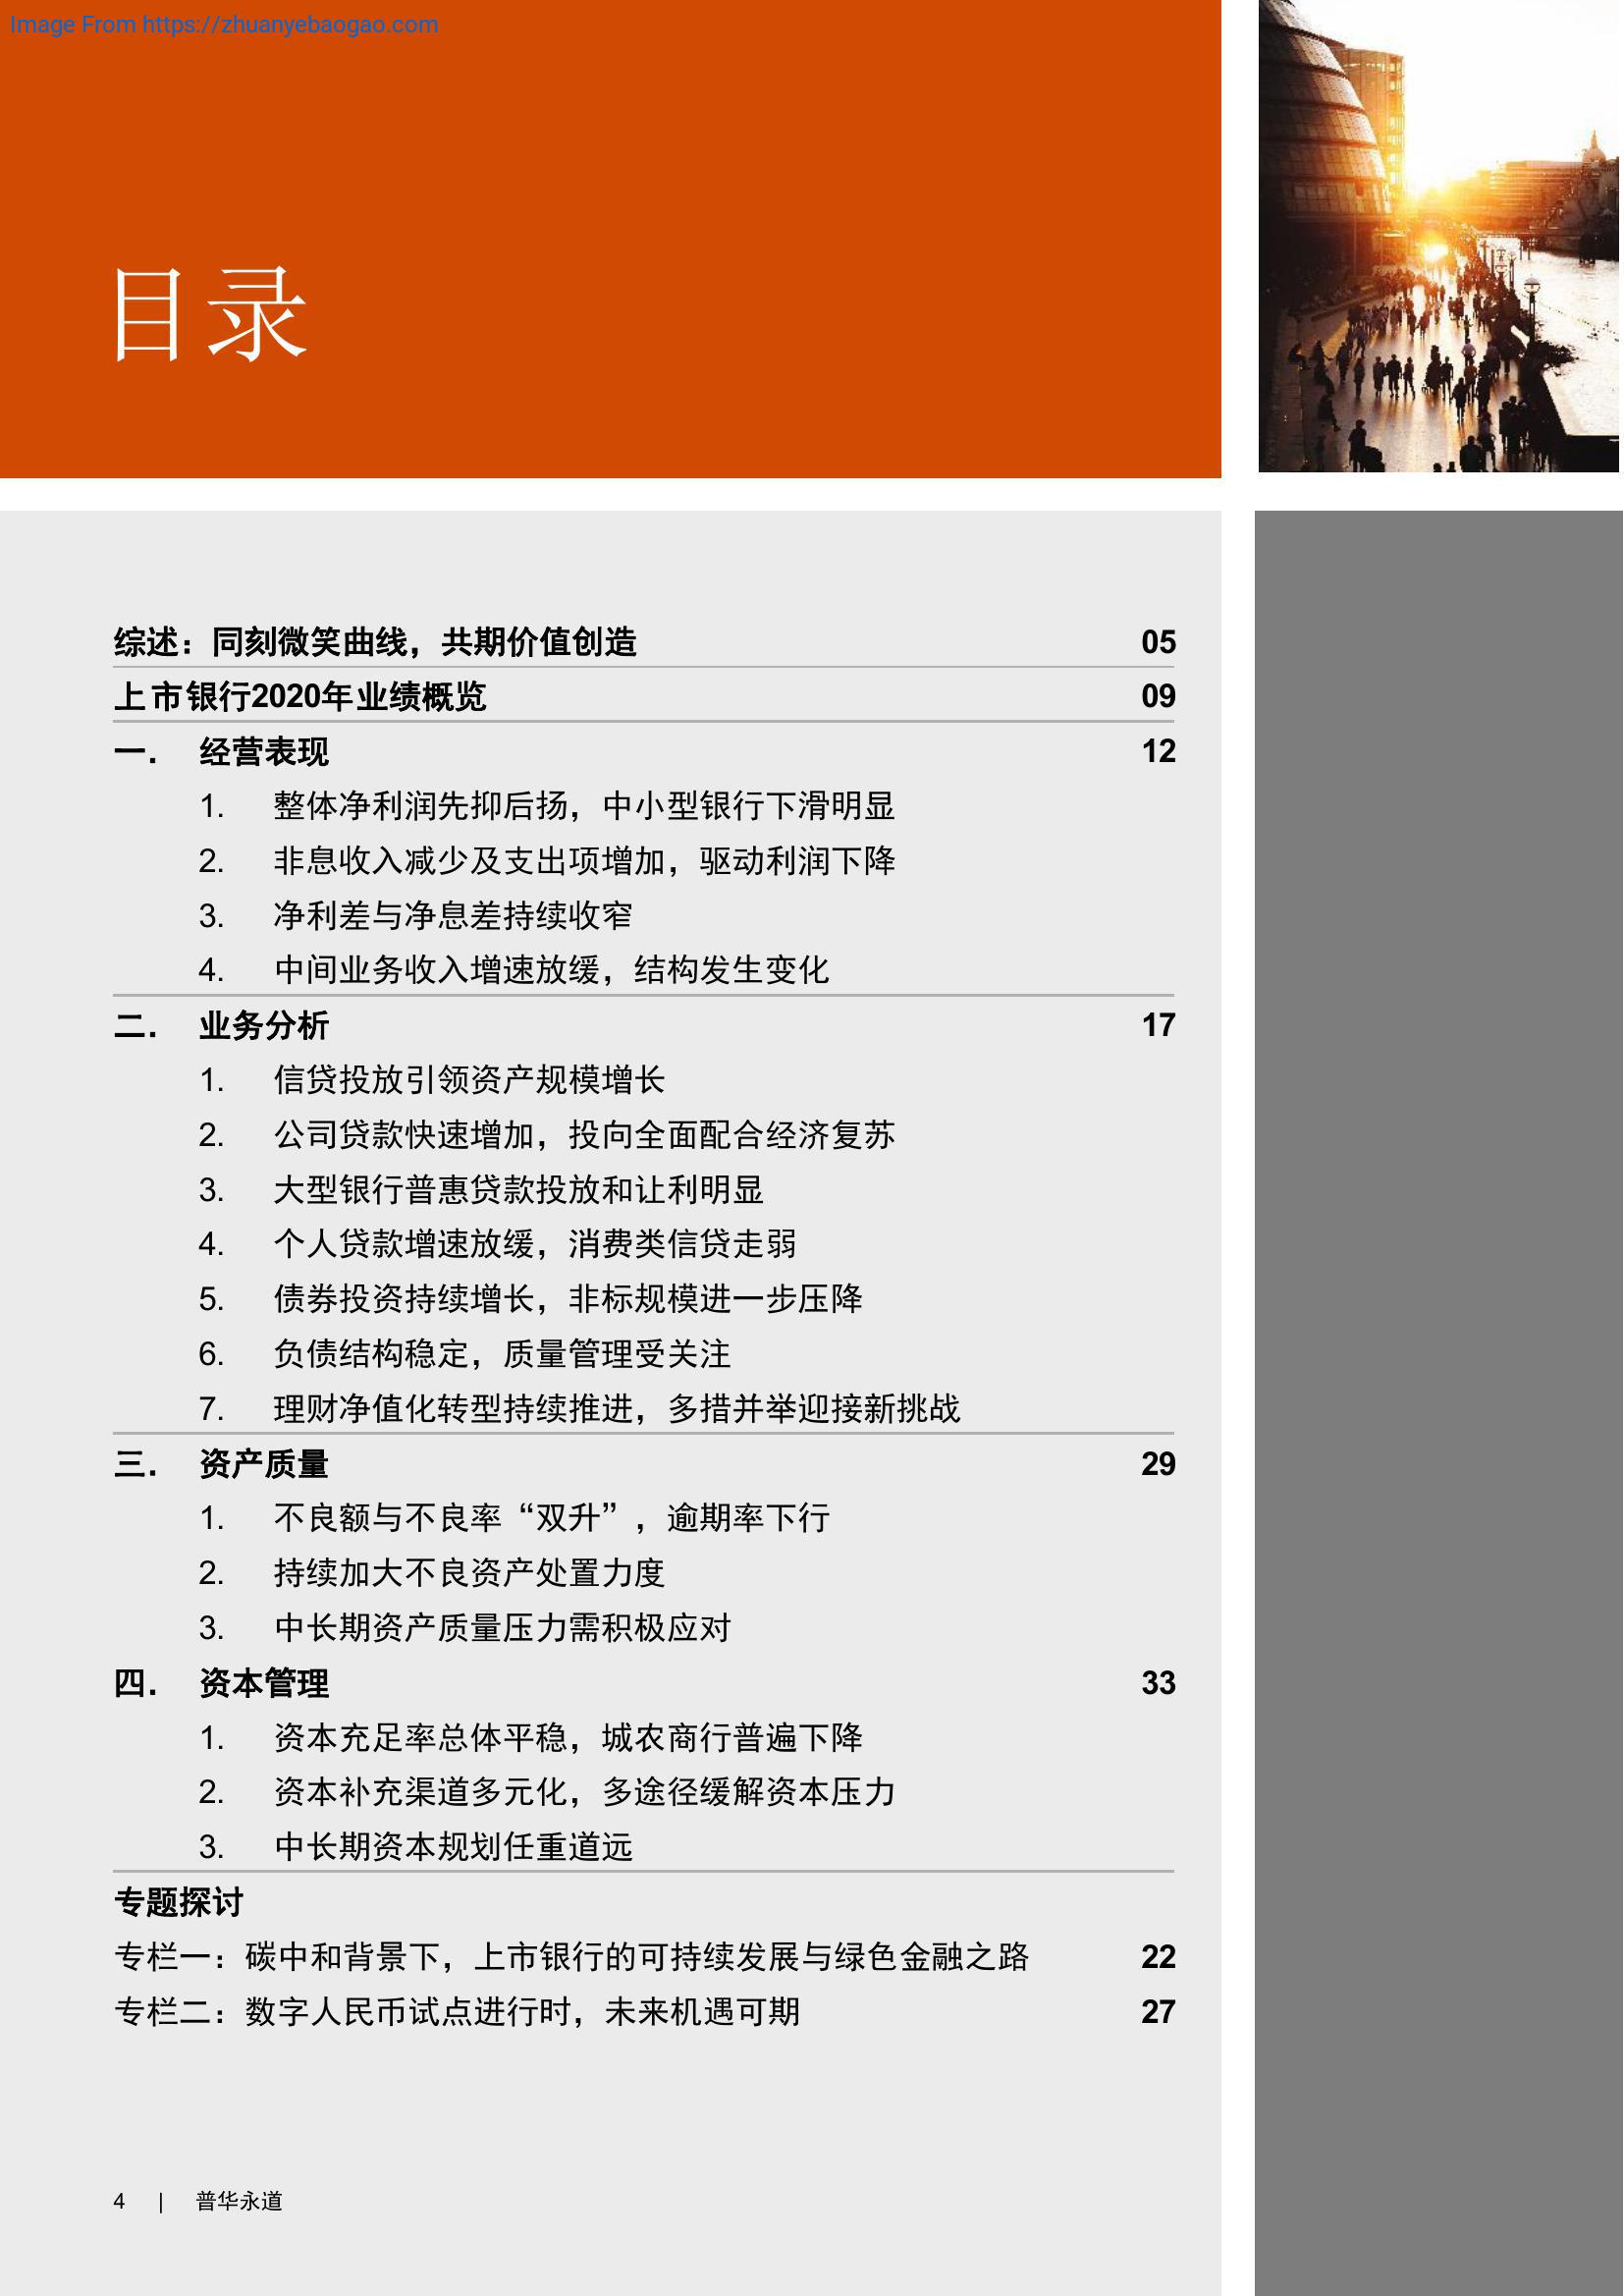 Image From https://zhuanyebaogao.com
目录
综述：同刻微笑曲线，共期价值创造 05
上市银行2020年业绩概览 09
一. 经营表现 12
1. 整体净利润先抑后扬，中小型银行下滑明显
2. 非息收入减少及支出项增加，驱动利润下降
3. 净利差与净息差持续收窄
4. 中间业务收入增速放缓，结构发生变化
二. 业务分析 17
1. 信贷投放引领资产规模增长
2. 公司贷款快速增加，投向全面配合经济复苏
3. 大型银行普惠贷款投放和让利明显
4. 个人贷款增速放缓，消费类信贷走弱
5. 债券投资持续增长，非标规模进一步压降
6. 负债结构稳定，质量管理受关注
7. 理财净值化转型持续推进，多措并举迎接新挑战
三. 资产质量 29
1. 不良额与不良率“双升”，逾期率下行
2. 持续加大不良资产处置力度
3. 中长期资产质量压力需积极应对
四. 资本管理 33
1. 资本充足率总体平稳，城农商行普遍下降
2. 资本补充渠道多元化，多途径缓解资本压力
3. 中长期资本规划任重道远
专题探讨
专栏一：碳中和背景下，上市银行的可持续发展与绿色金融之路 22
专栏二：数字人民币试点进行时，未来机遇可期 27
4 | 普华永道